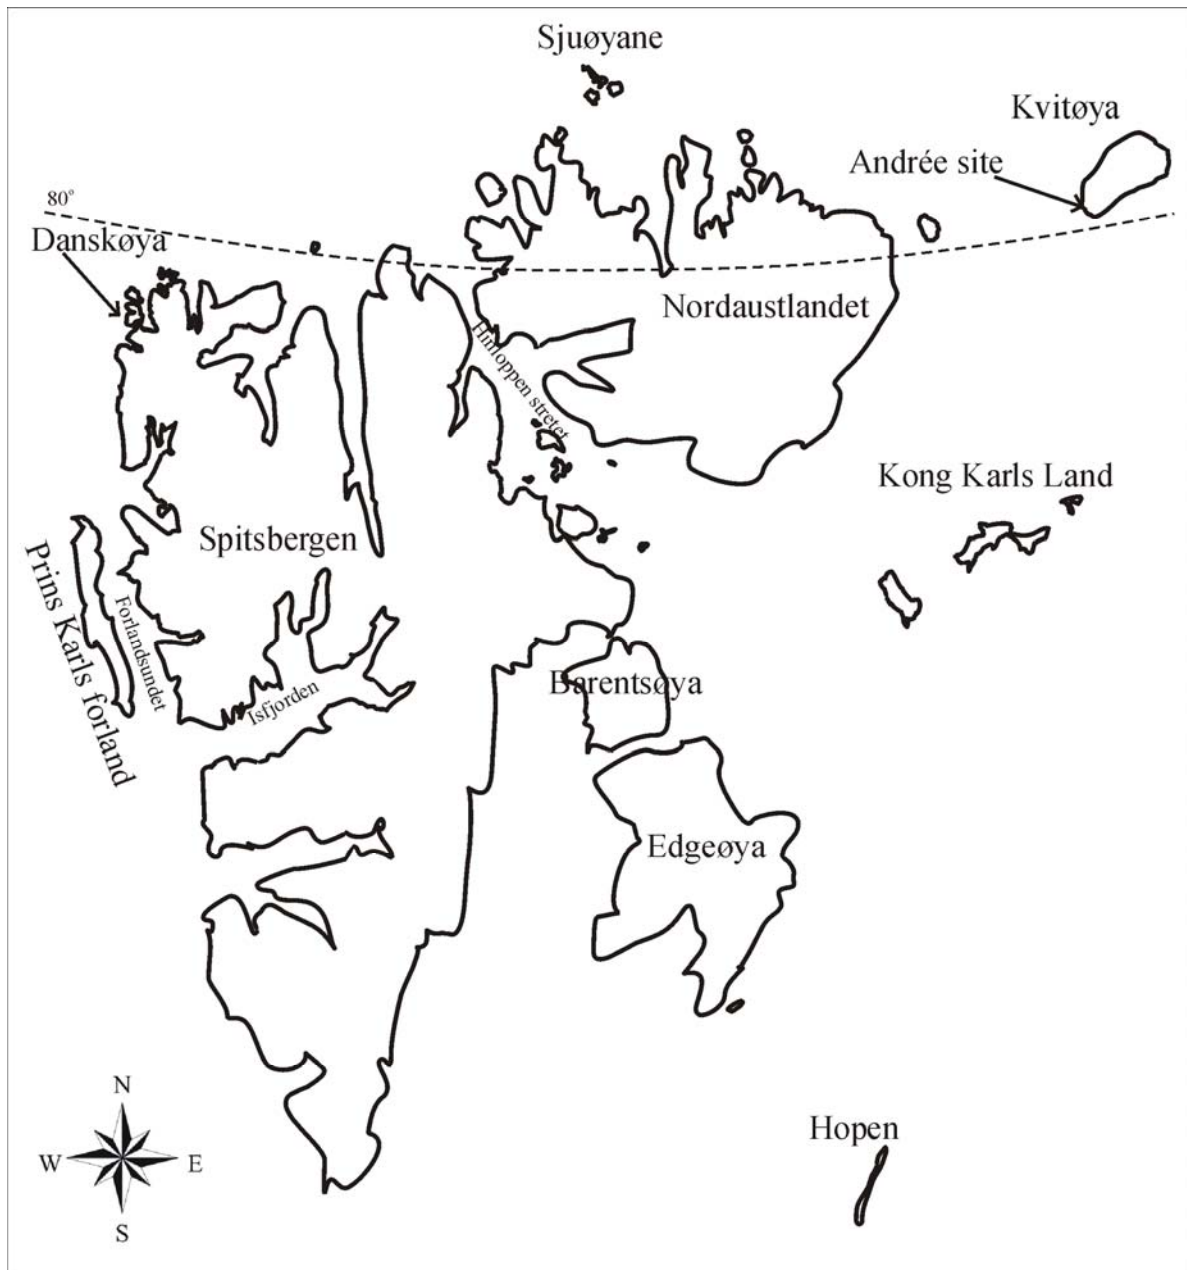 Sjuøyane
Kvitøya
Andrée site
80°
Danskøya
Nordaustlandet
Hinloppen stretet
Kong Karls Land
Spitsbergen
Prins Karls forland
Forlandsundet
Isfjorden
Barentsøya
Edgeøya
Hopen
N
W
E
S